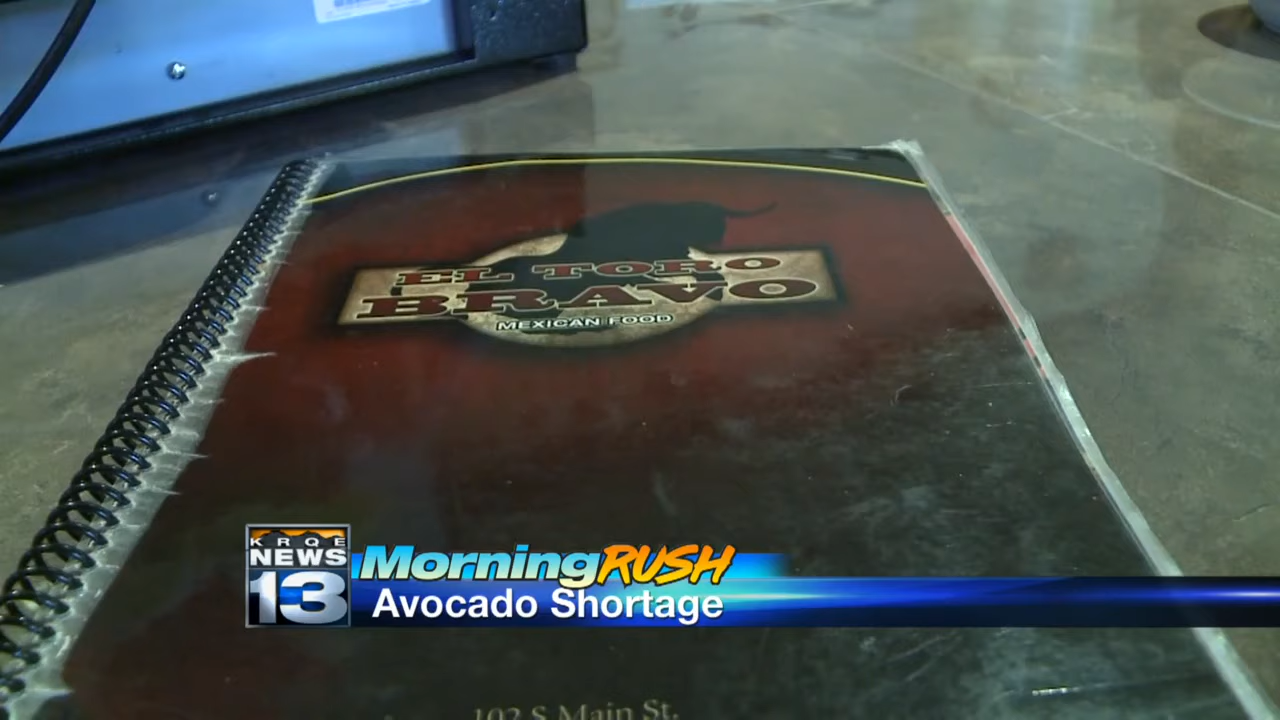 EL TORO
BRAVO
MEXICAN FOOD
KRQE
NEWS
13
MorningRUSH
Avocado Shortage
102 S Main St.